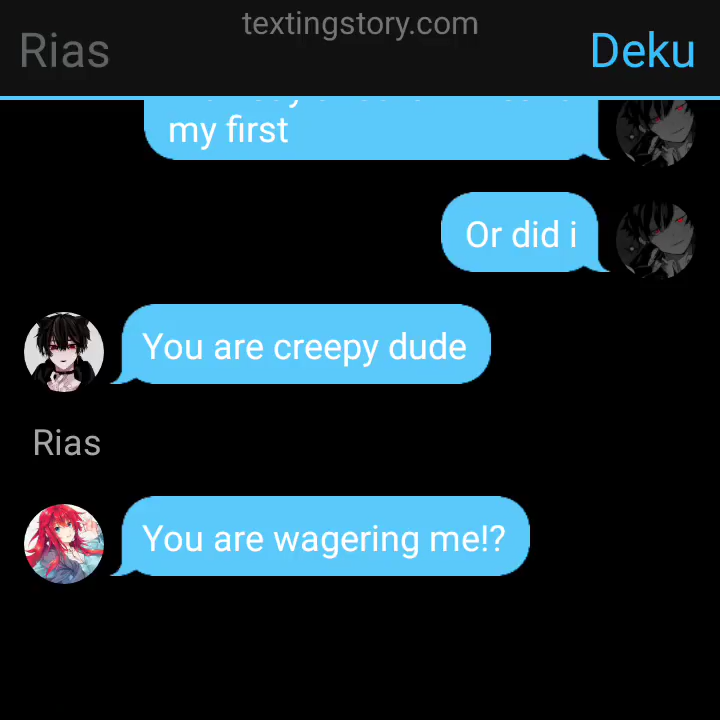 textingstory.com
Rias
Deku
my first
Or did i
You are creepy dude
Rias
You are wagering me!?